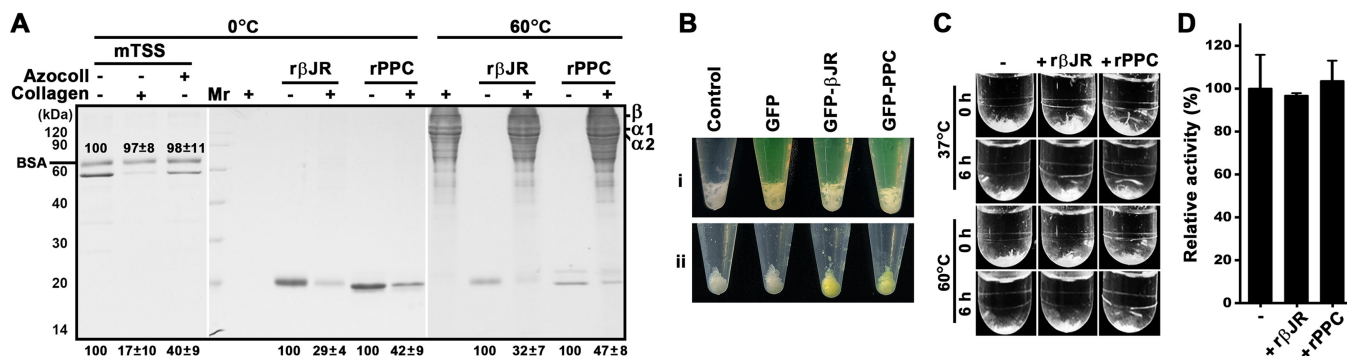 A
0°C
60°C
mTSS
rβJR
rPPC
rβJR
rPPC
Azocoll - - +
Collagen - + - Mr + - + - + + - + - +
(kDa)
120
90
BSA
60
40
30
20
14
100 97±8 98±11
β
α1
α2
100 17±10 40±9 100 29±4 100 42±9 100 32±7 100 47±8
B
Control
GFP
GFP-βJR
GFP-PPC
i
ii
C
- +rβJR +rPPC
37°C
0 h
6 h
60°C
0 h
6 h
D
Relative activity (%)
120
100
80
60
40
20
0
-
+rβJR
+rPPC